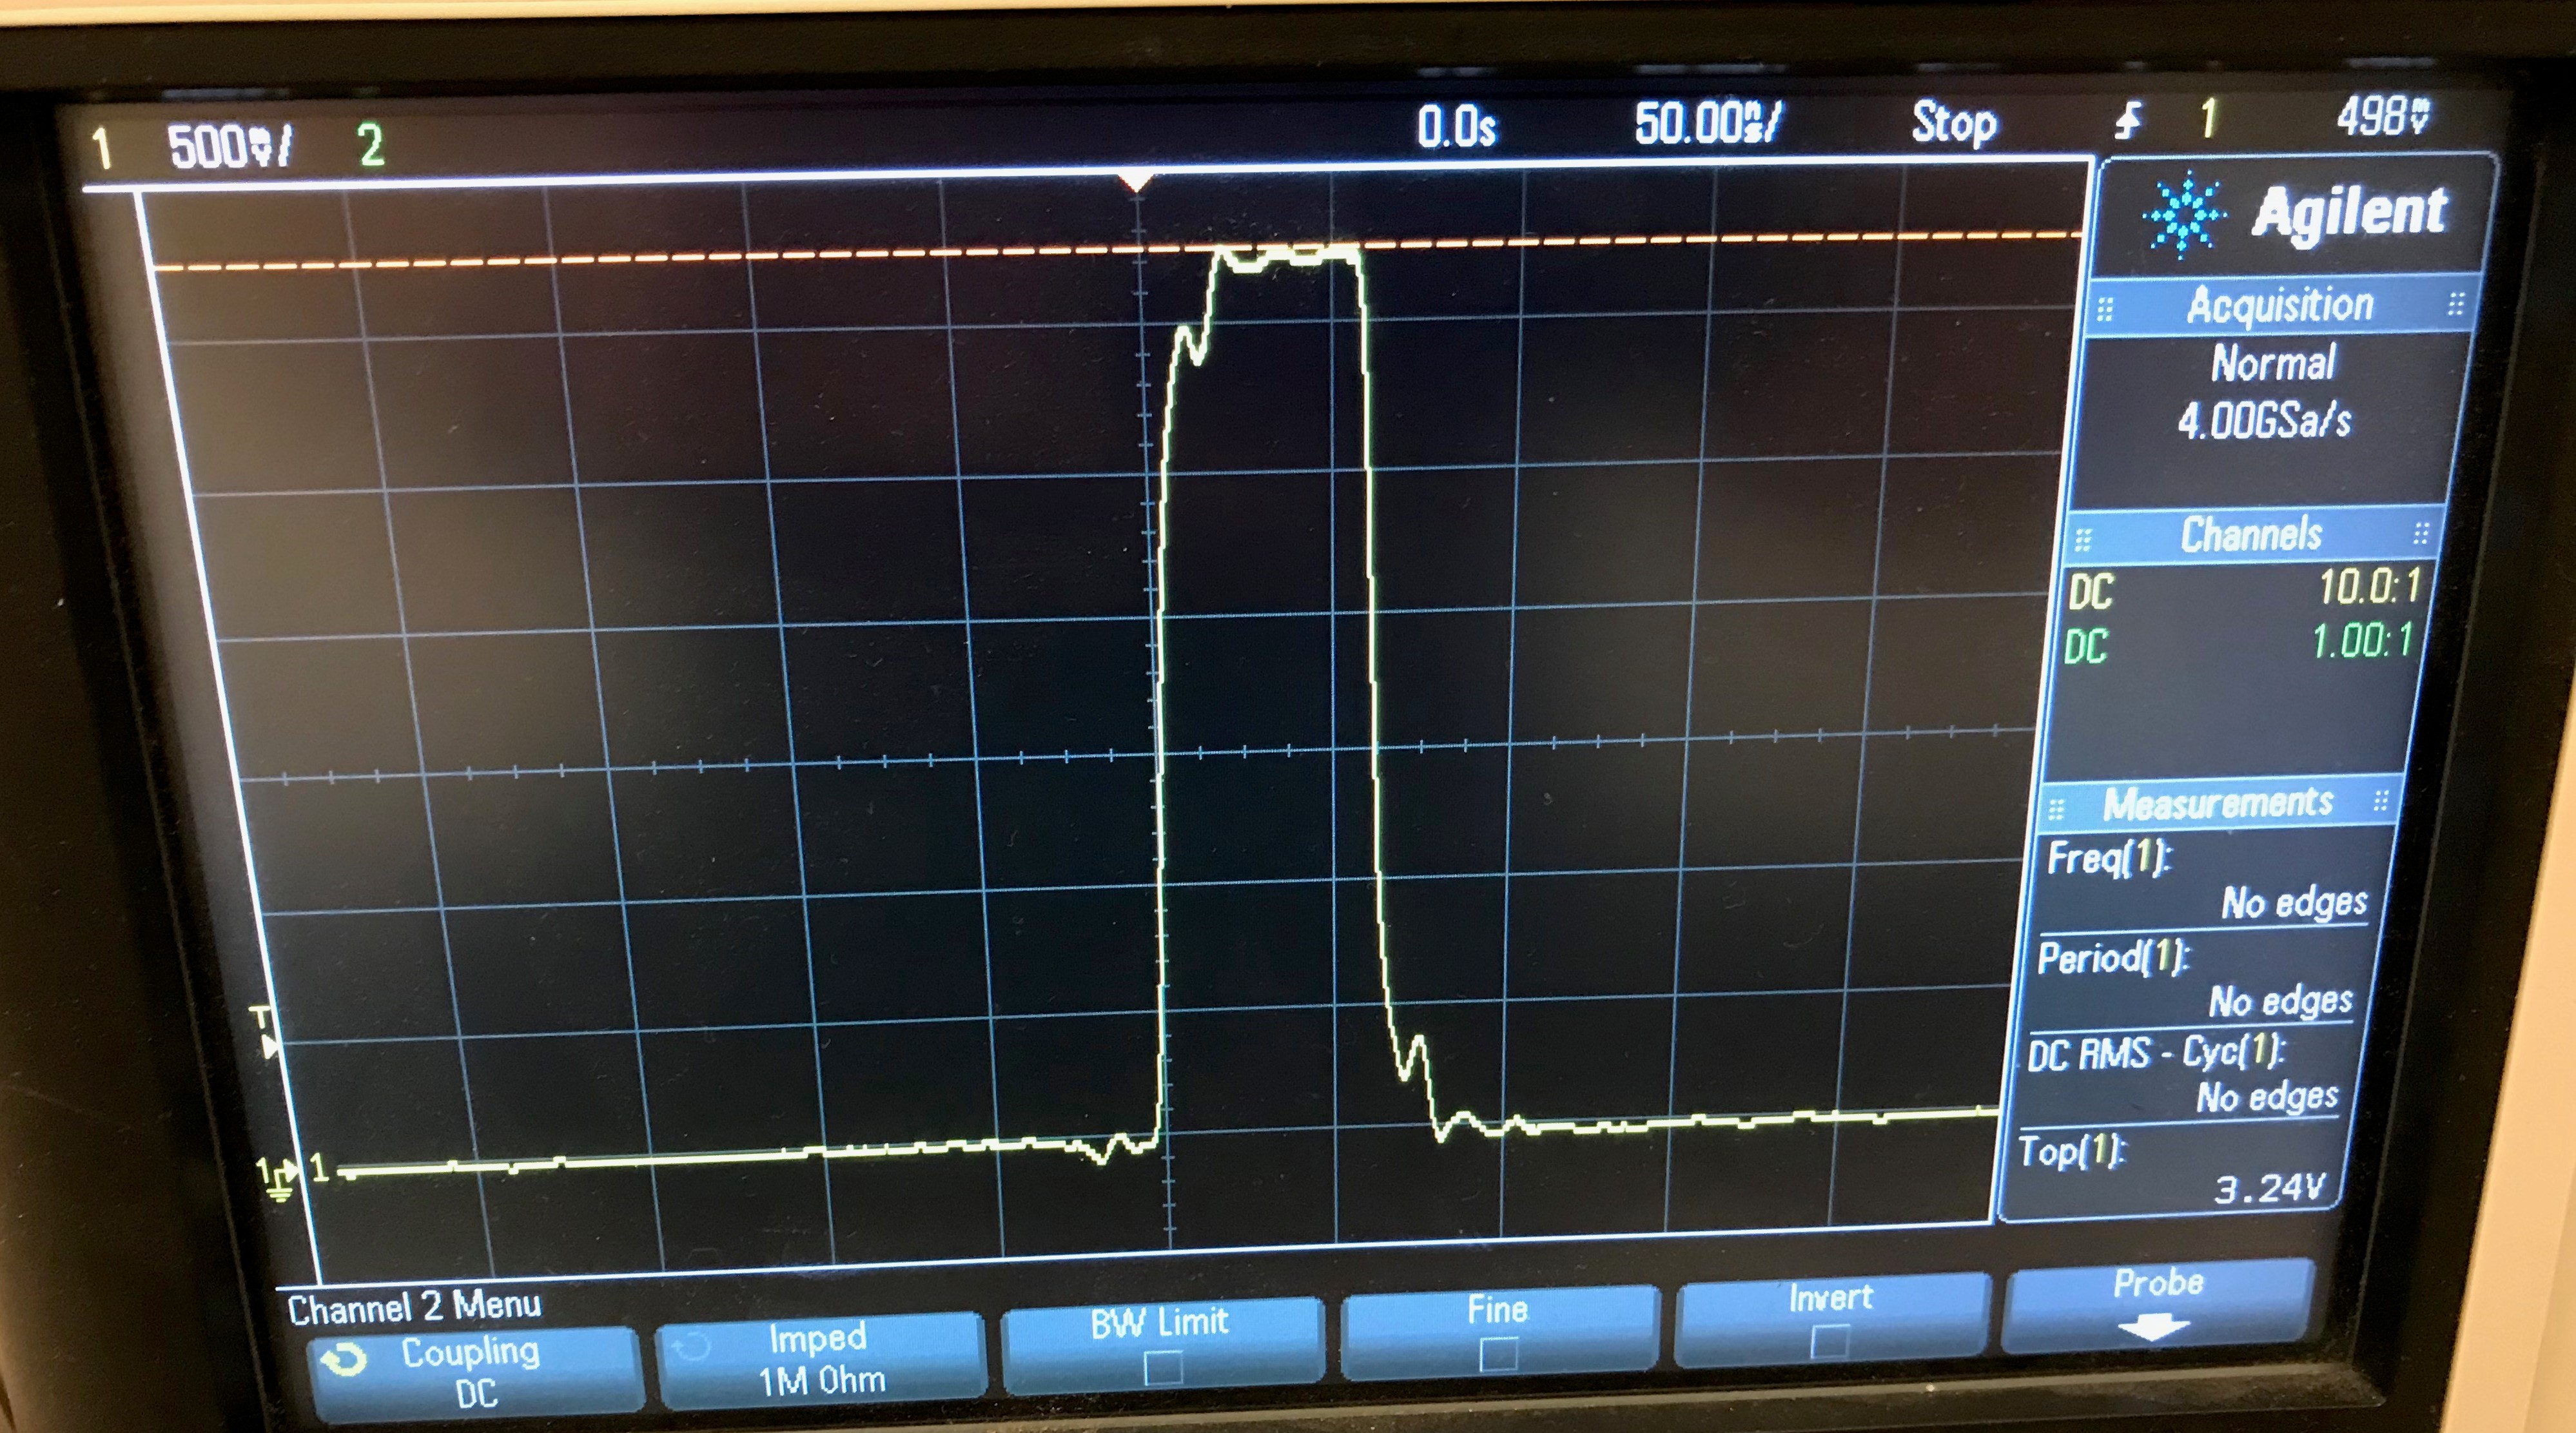 1 500mV/ 2 0.0s 50.00ns/ Stop 1 498mV
Agilent
Acquisition
Normal
4.00GSa/s
Channels
DC 10.0:1
DC 1.00:1
Measurements
Freq(1):
No edges
Period(1):
No edges
DC RMS - Cyc(1):
No edges
Top(1):
3.24V
T
1 1
Channel 2 Menu
Coupling
DC
Imped
1M Ohm
BW Limit
Fine
Invert
Probe